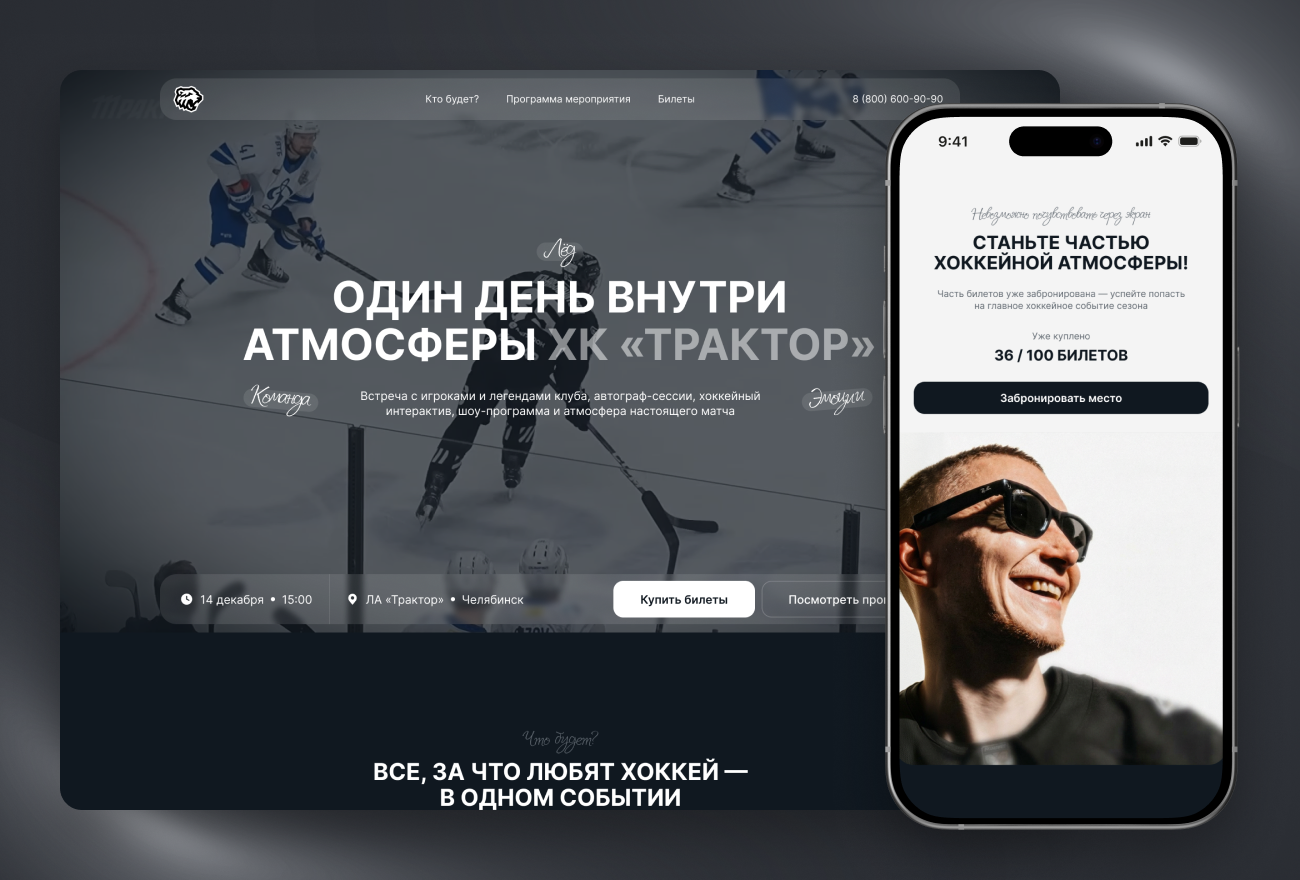 Кто будет? Программа мероприятия Билеты 8 (800) 600-90-90
41
Лёд
ОДИН ДЕНЬ ВНУТРИ
АТМОСФЕРЫ ХК «ТРАКТОР»
Команда
Встреча с игроками и легендами клуба, автограф-сессии, хоккейный
интерактив, шоу-программа и атмосфера настоящего матча
Эмоции
14 декабря • 15:00
ЛА «Трактор» • Челябинск
Купить билеты
Посмотреть
Что будет?
ВСЕ, ЗА ЧТО ЛЮБЯТ ХОККЕЙ —
В ОДНОМ СОБЫТИИ
9:41
Невозможно почувствовать через экран
СТАНЬТЕ ЧАСТЬЮ
ХОККЕЙНОЙ АТМОСФЕРЫ!
Часть билетов уже забронирована — успейте попасть
на главное хоккейное событие сезона
Уже куплено
36 / 100 БИЛЕТОВ
Забронировать место